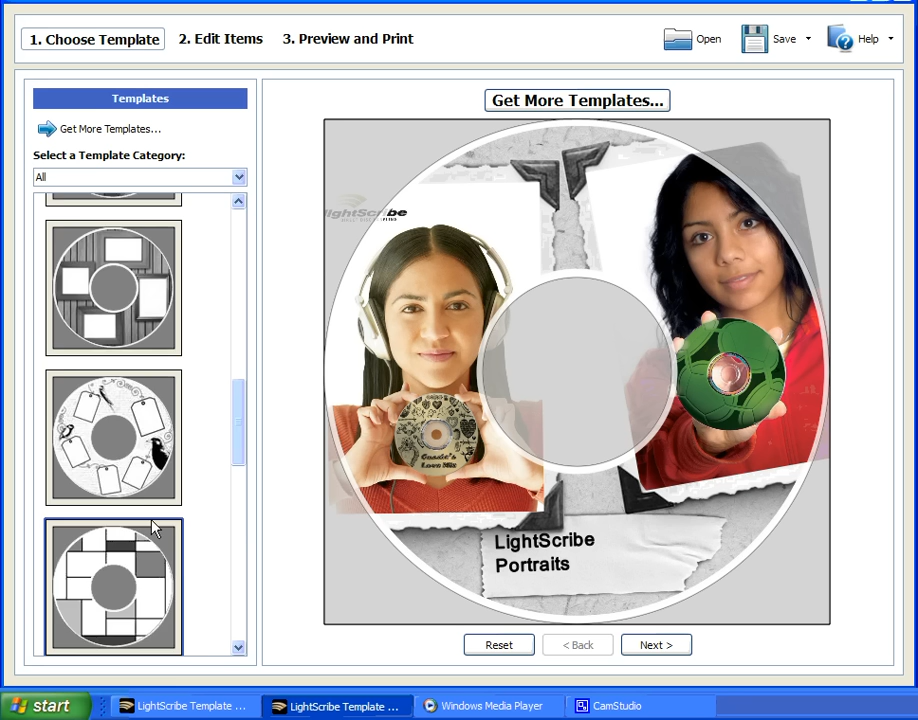 1. Choose Template
2. Edit Items
3. Preview and Print
Open
Save
Help
Templates
Get More Templates...
Select a Template Category:
All
Get More Templates...
lightScribe
LightScribe
Portraits
Reset
< Back
Next >
start
LightScribe Template ...
LightScribe Template ...
Windows Media Player
CamStudio